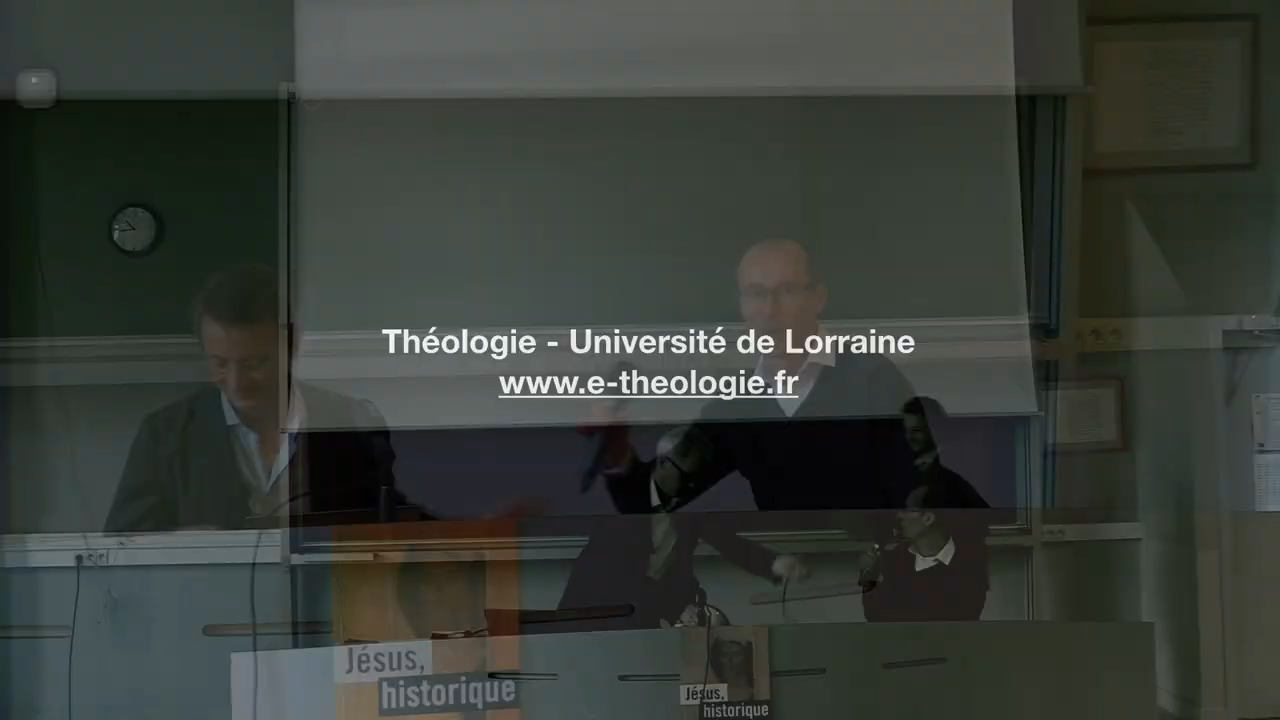 Théologie - Université de Lorraine
www.e-theologie.fr
Jésus,
historique
Jésus,
historique